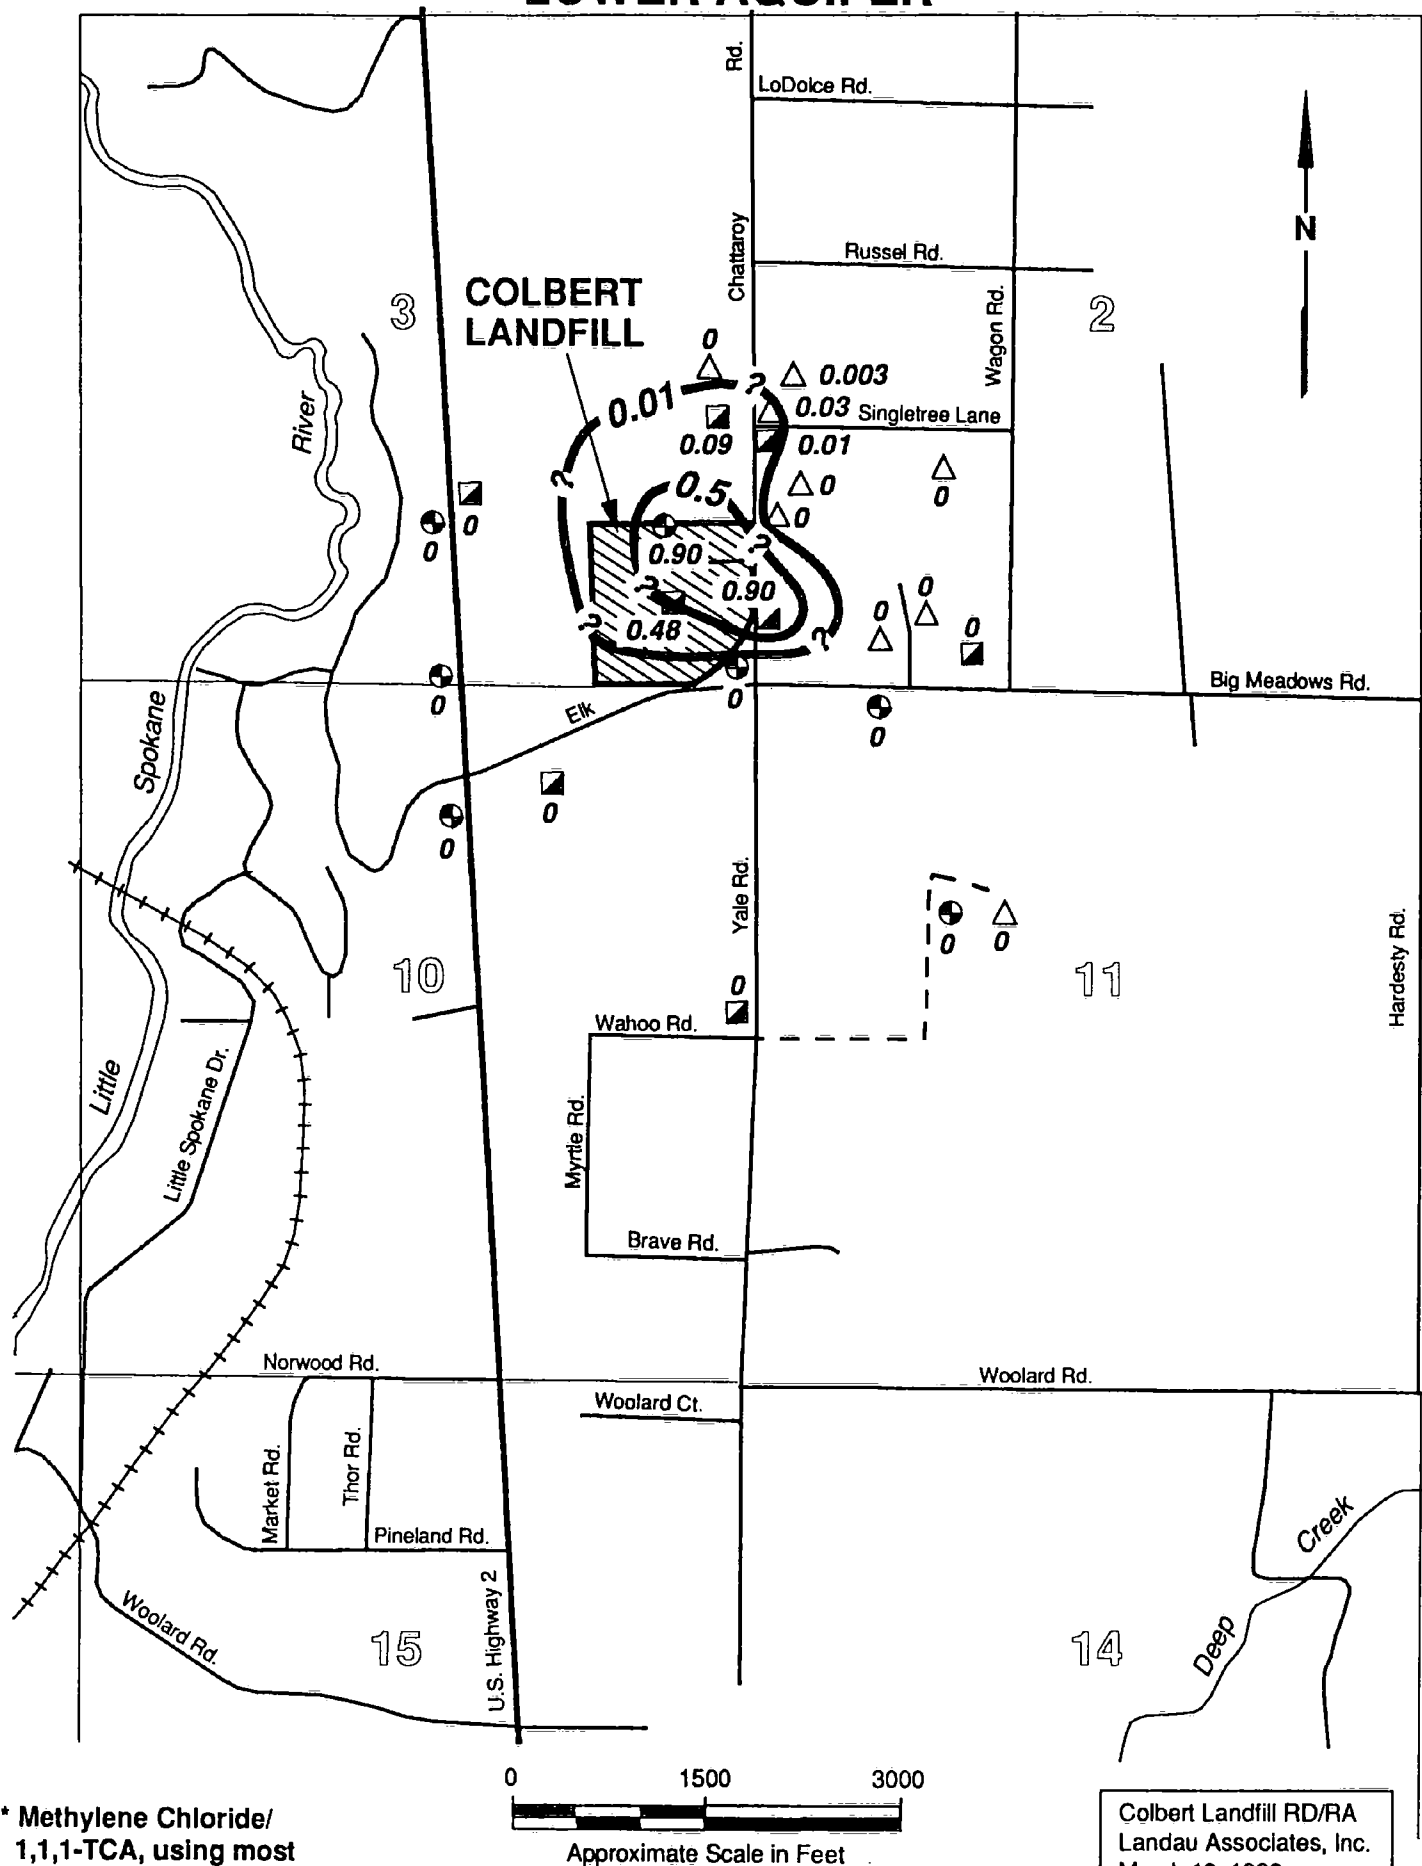 Rd.
LoDolce Rd.
N
Chattaroy
Russel Rd.
COLBERT
LANDFILL
3
2
Wagon Rd.
River
0
?
0.003
0.01
0.03
Singletree Lane
0.09
0.01
?
0.5
0
0
0
0
0
?
0.90
?
0.90
0
0
0
?
0.48
?
0
0
Big Meadows Rd.
Elk
0
Spokane
0
0
Yale Rd.
0
0
Hardesty Rd.
10
11
0
Wahoo Rd.
Little
Little Spokane Dr.
Myrtle Rd.
Brave Rd.
Norwood Rd.
Woolard Rd.
Woolard Ct.
Market Rd.
Thor Rd.
Pineland Rd.
Creek
U.S. Highway 2
Woolard Rd.
15
14
Deep
0 1500 3000
Approximate Scale in Feet
* Methylene Chloride/
1,1,1-TCA, using most
Colbert Landfill RD/RA
Landau Associates, Inc.